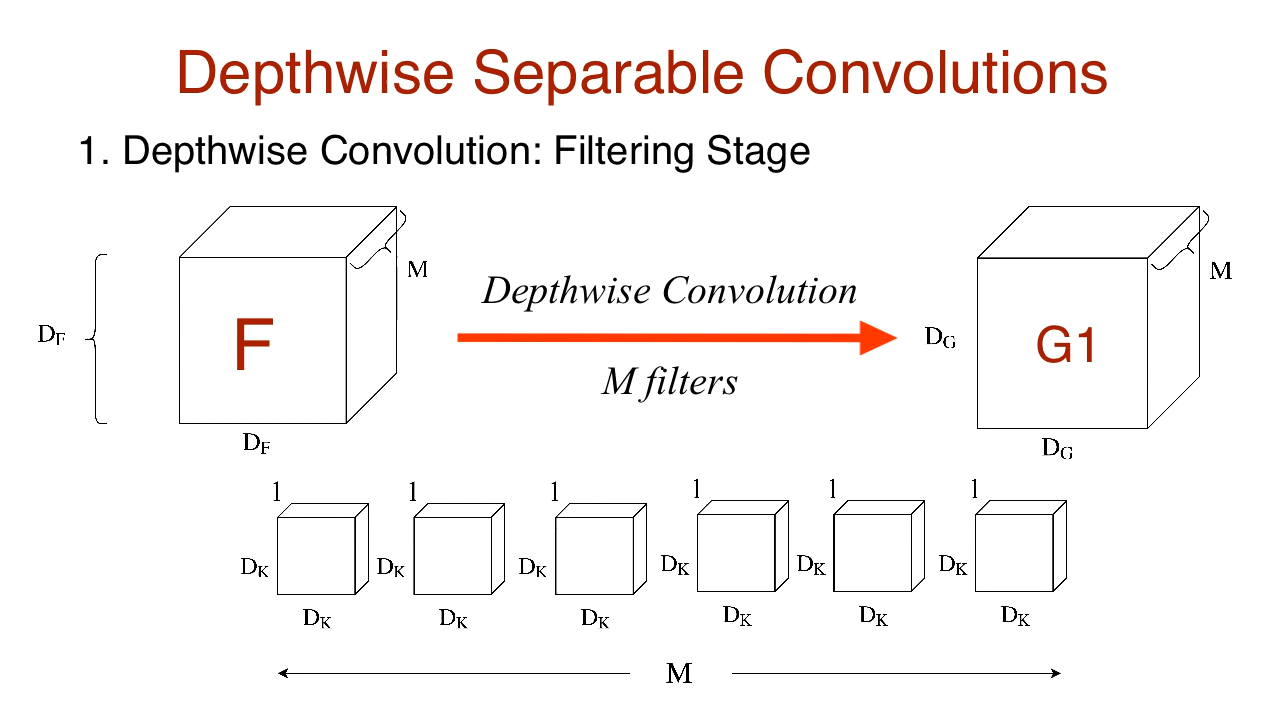 Depthwise Separable Convolutions
1. Depthwise Convolution: Filtering Stage
M
M
Depthwise Convolution
D_F
F
D_G
G1
M filters
D_F
D_G
1 1 1 1 1 1
D_K D_K D_K D_K D_K D_K
D_K D_K D_K D_K D_K D_K
M